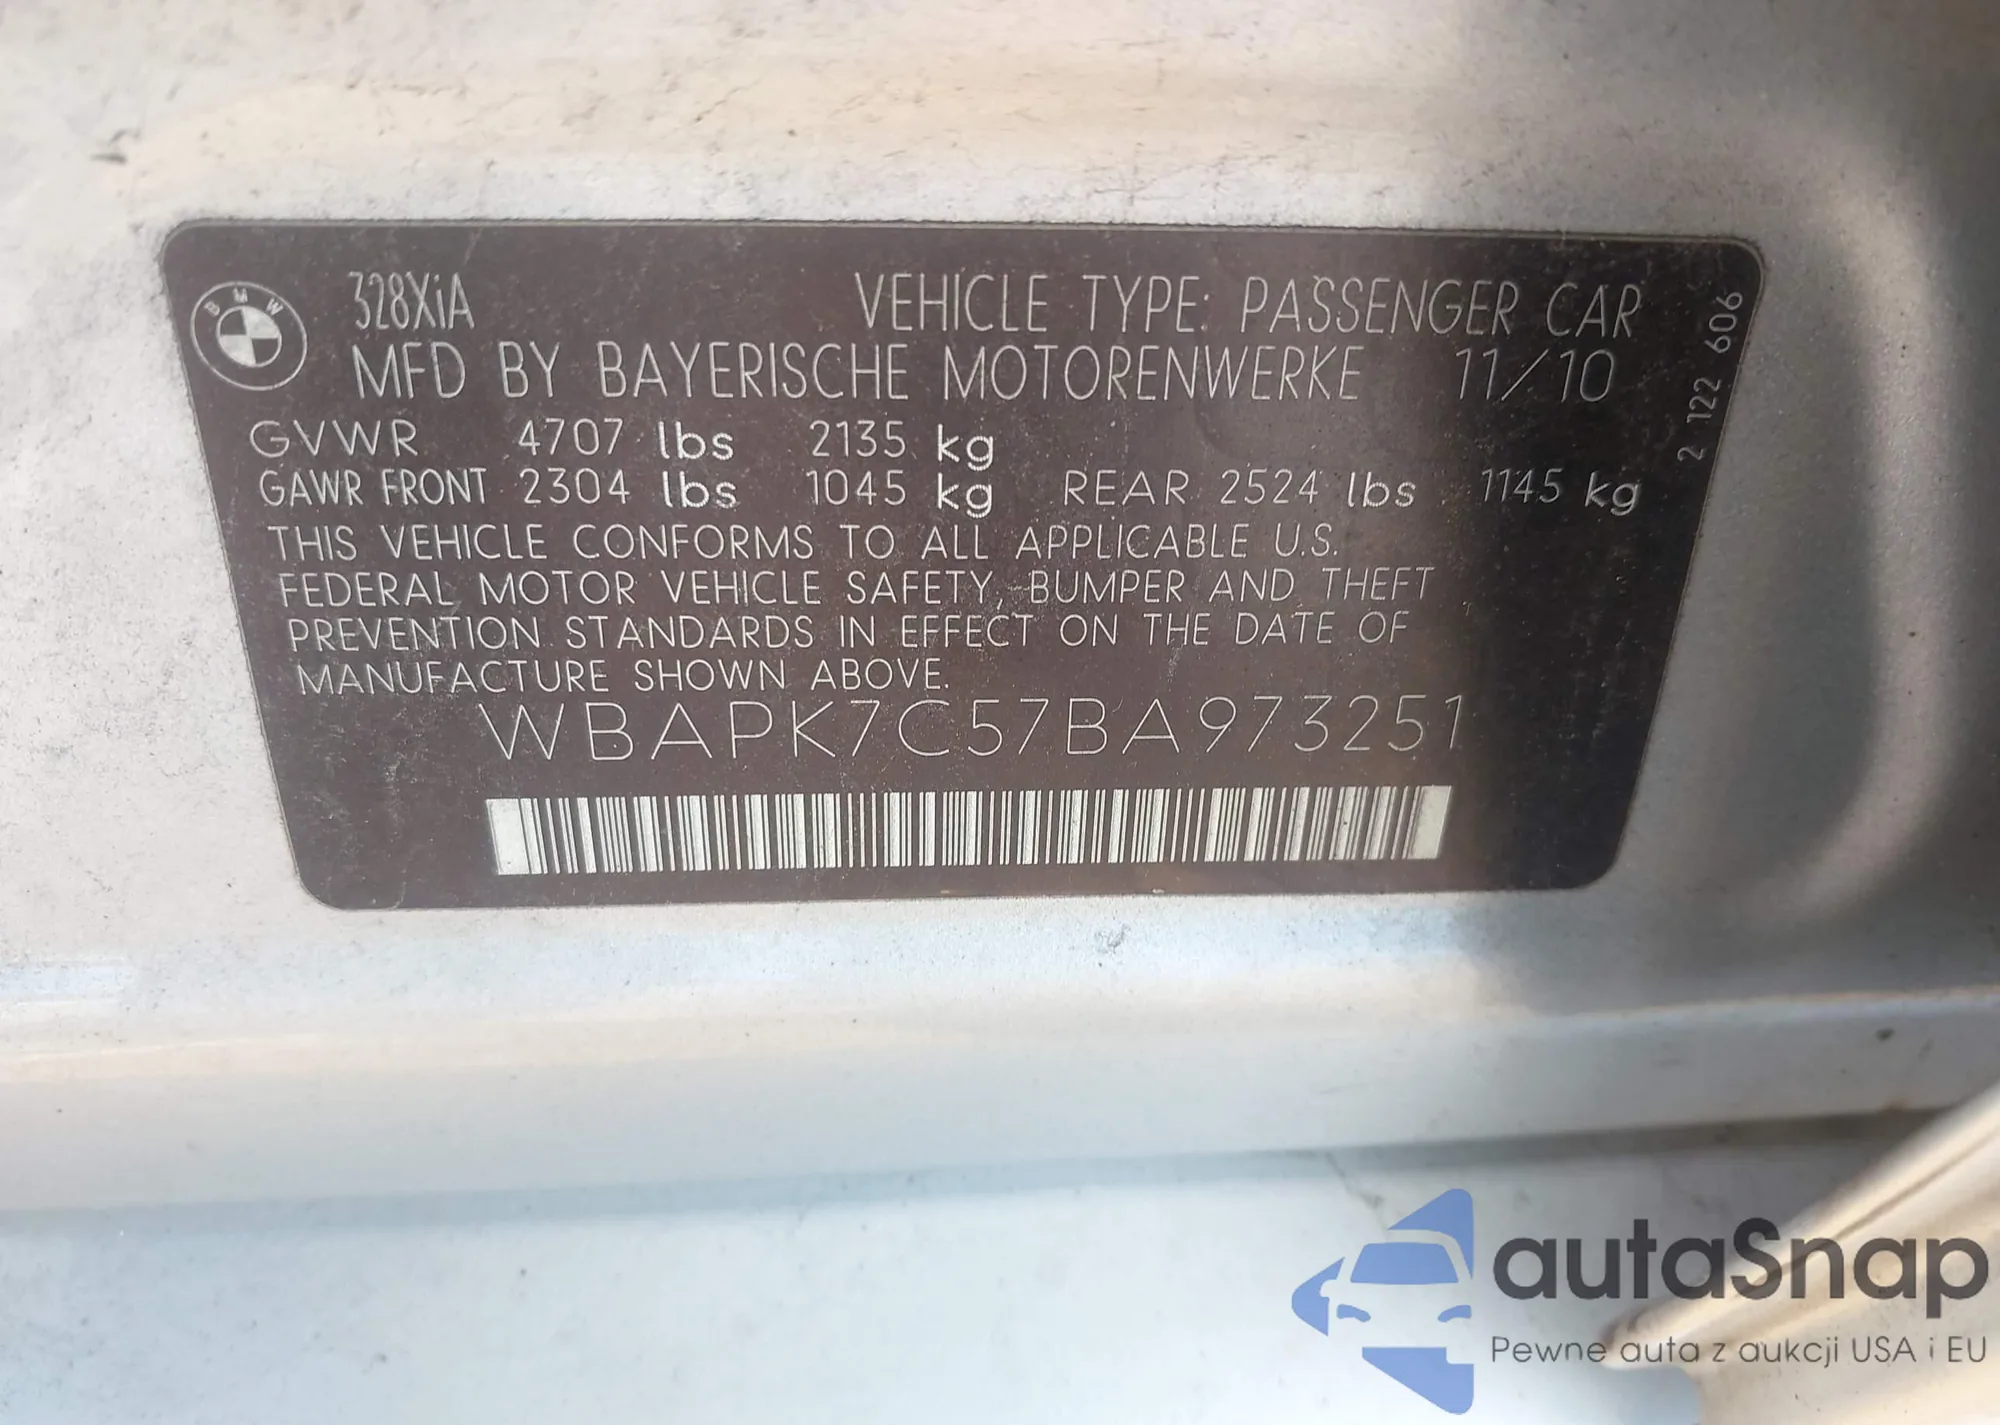 BMW
328XiA VEHICLE TYPE: PASSENGER CAR
MFD BY BAYERISCHE MOTORENWERKE 11/10
GVWR 4707 lbs 2135 kg
GAWR FRONT 2304 lbs 1045 kg REAR 2524 lbs 1145 kg
THIS VEHICLE CONFORMS TO ALL APPLICABLE U.S.
FEDERAL MOTOR VEHICLE SAFETY, BUMPER AND THEFT
PREVENTION STANDARDS IN EFFECT ON THE DATE OF
MANUFACTURE SHOWN ABOVE.
WBAPK7C57BA973251
2 122 606
autaSnap
Pewne auta z aukcji USA i EU